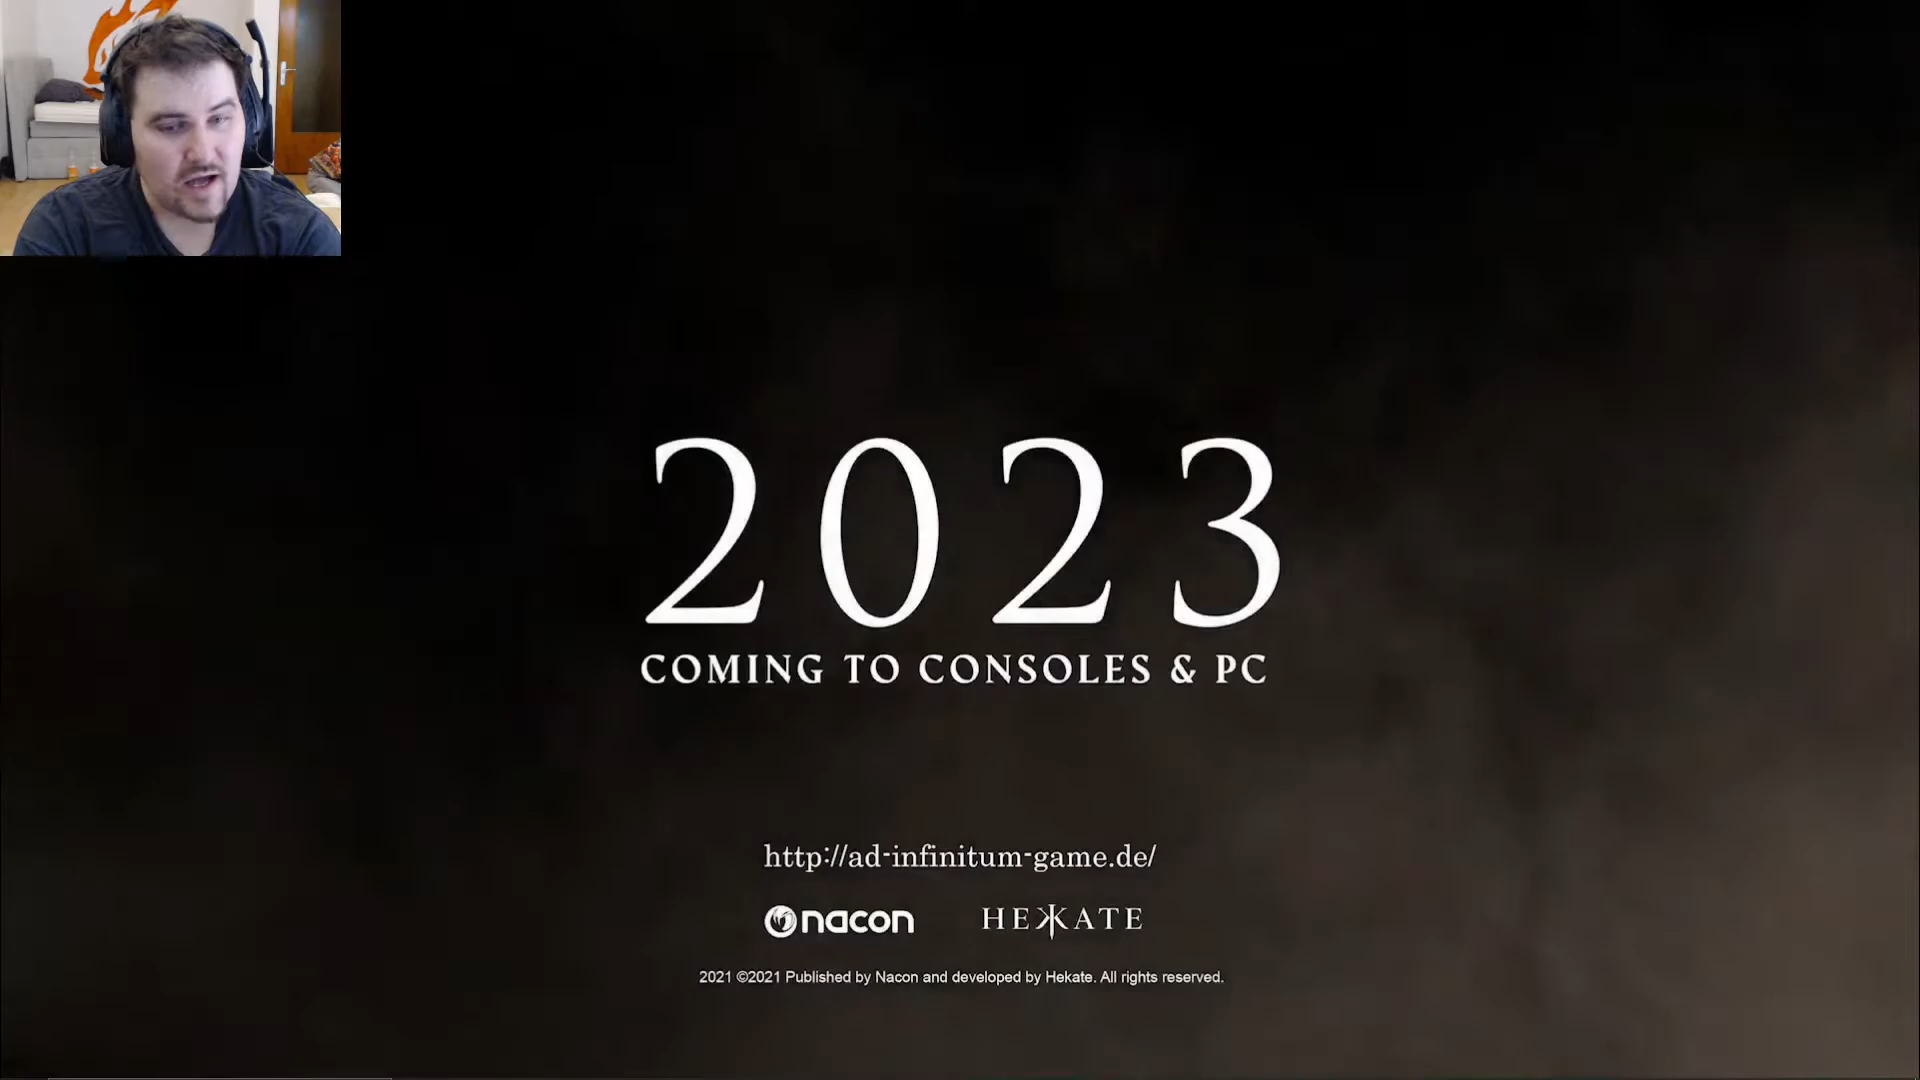 2023
COMING TO CONSOLES & PC
http://ad-infinitum-game.de/
nacon HEKATE
2021 ©2021 Published by Nacon and developed by Hekate. All rights reserved.